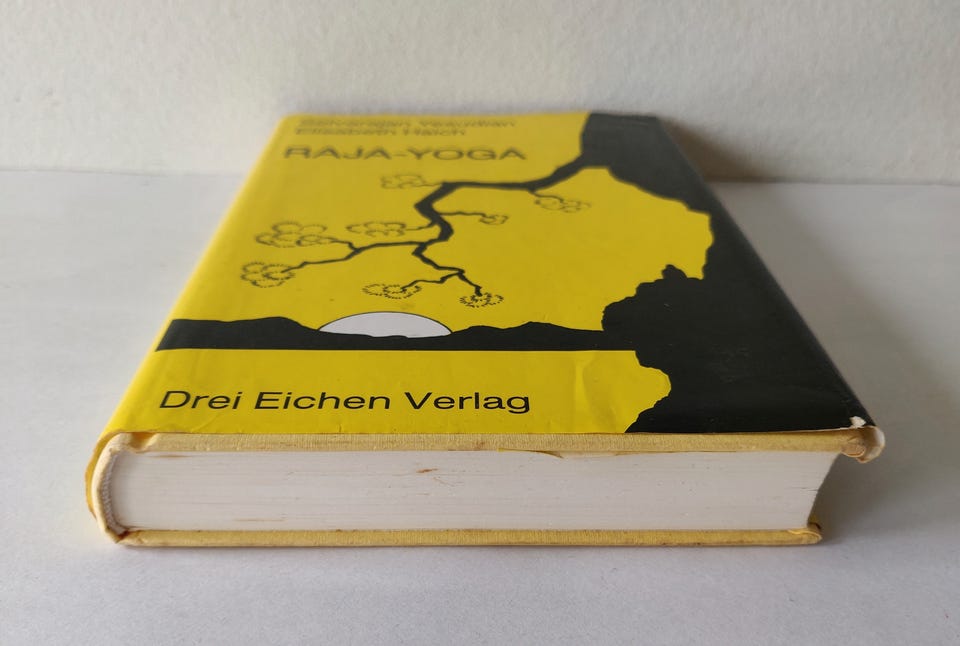 Selvarajan Yesudian
Elisabeth Haich
RAJA-YOGA
Drei Eichen Verlag